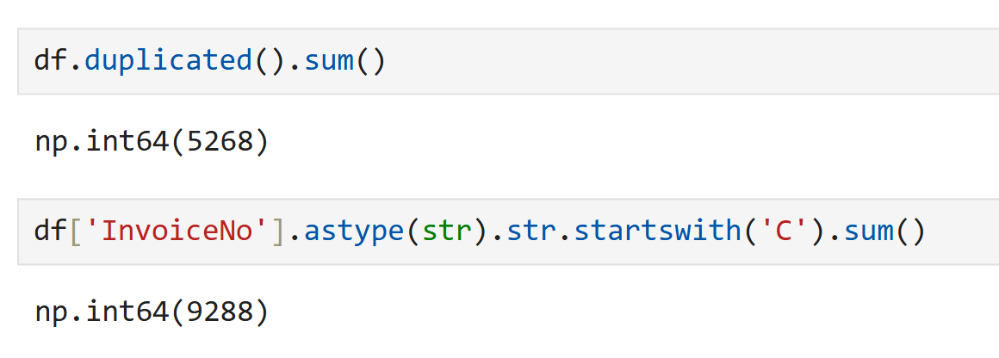 df.duplicated().sum()
np.int64(5268)
df['InvoiceNo'].astype(str).str.startswith('C').sum()
np.int64(9288)